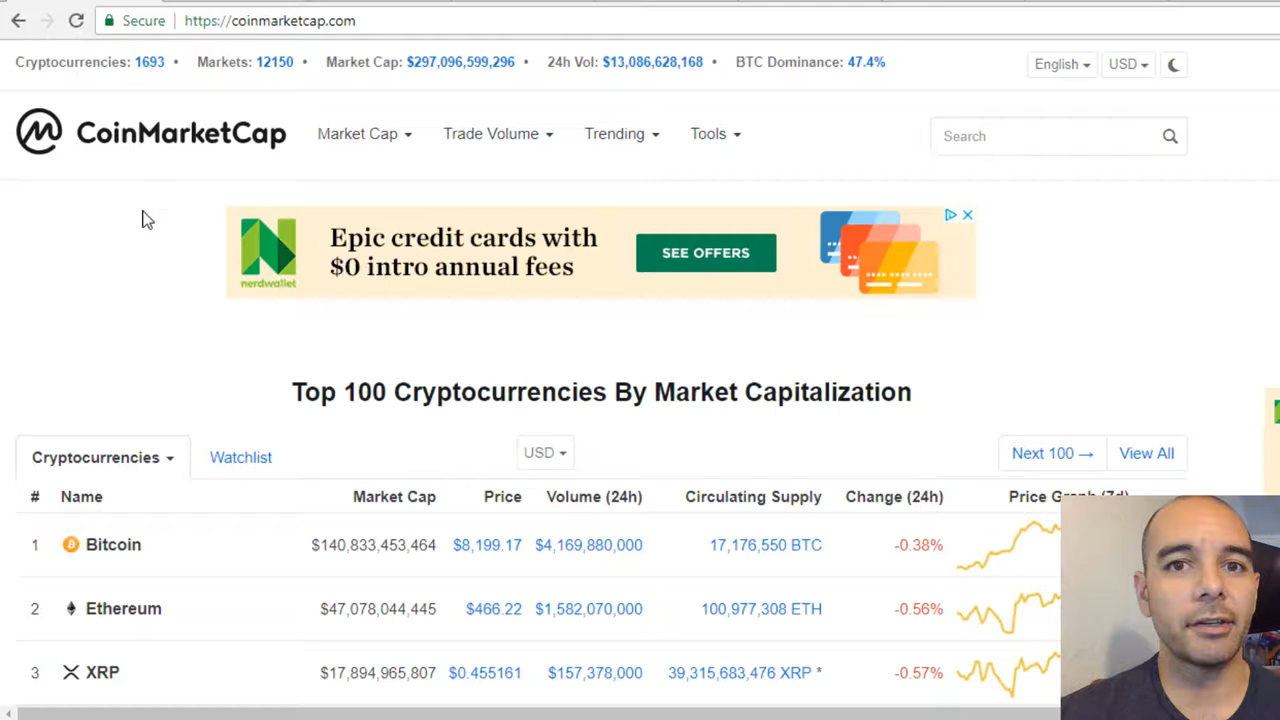 Secure https://coinmarketcap.com
Cryptocurrencies: 1693 • Markets: 12150 • Market Cap: $297,096,599,296 • 24h Vol: $13,086,628,168 • BTC Dominance: 47.4% English USD
CoinMarketCap Market Cap Trade Volume Trending Tools Search
Epic credit cards with
$0 intro annual fees
SEE OFFERS
nerdwallet
Top 100 Cryptocurrencies By Market Capitalization
Cryptocurrencies Watchlist USD Next 100 → View All
# Name Market Cap Price Volume (24h) Circulating Supply Change (24h) Price Graph (7d)
1 Bitcoin $140,833,453,464 $8,199.17 $4,169,880,000 17,176,550 BTC -0.38%
2 Ethereum $47,078,044,445 $466.22 $1,582,070,000 100,977,308 ETH -0.56%
3 XRP $17,894,965,807 $0.455161 $157,378,000 39,315,683,476 XRP * -0.57%